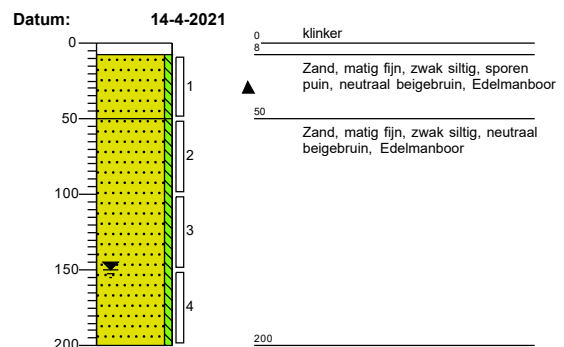 Datum: 14-4-2021
0
50
100
150
200
1
2
3
4
0 klinker
8
Zand, matig fijn, zwak siltig, sporen
puin, neutraal beigebruin, Edelmanboor
50
Zand, matig fijn, zwak siltig, neutraal
beigebruin, Edelmanboor
200